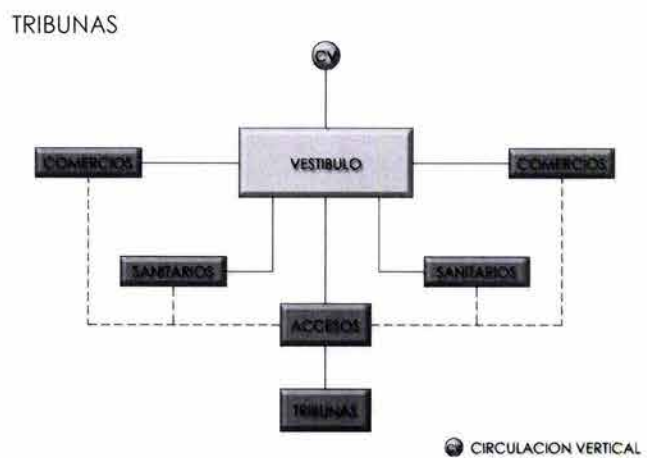 TRIBUNAS
CV
VESTIBULO
COMERCIOS
COMERCIOS
SANITARIOS
SANITARIOS
ACCESOS
TRIBUNAS
CV CIRCULACION VERTICAL